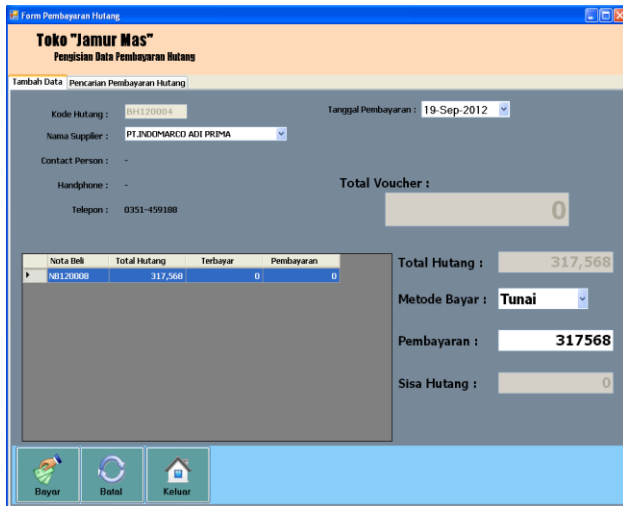 Form Pembayaran Hutang
Toko "Jamur Mas"
Pengisian Data Pembayaran Hutang
Tambah Data Pencarian Pembayaran Hutang
Kode Hutang : BH120004 Tanggal Pembayaran : 19-Sep-2012
Nama Supplier : PT.INDOMARCO ADI PRIMA
Contact Person : -
Handphone : - Total Voucher :
Telepon : 0351-459188 0
Nota Beli Total Hutang Terbayar Pembayaran
NB120008 317,568 0 0
Total Hutang : 317,568
Metode Bayar : Tunai
Pembayaran : 317568
Sisa Hutang : 0
Bayar Batal Keluar